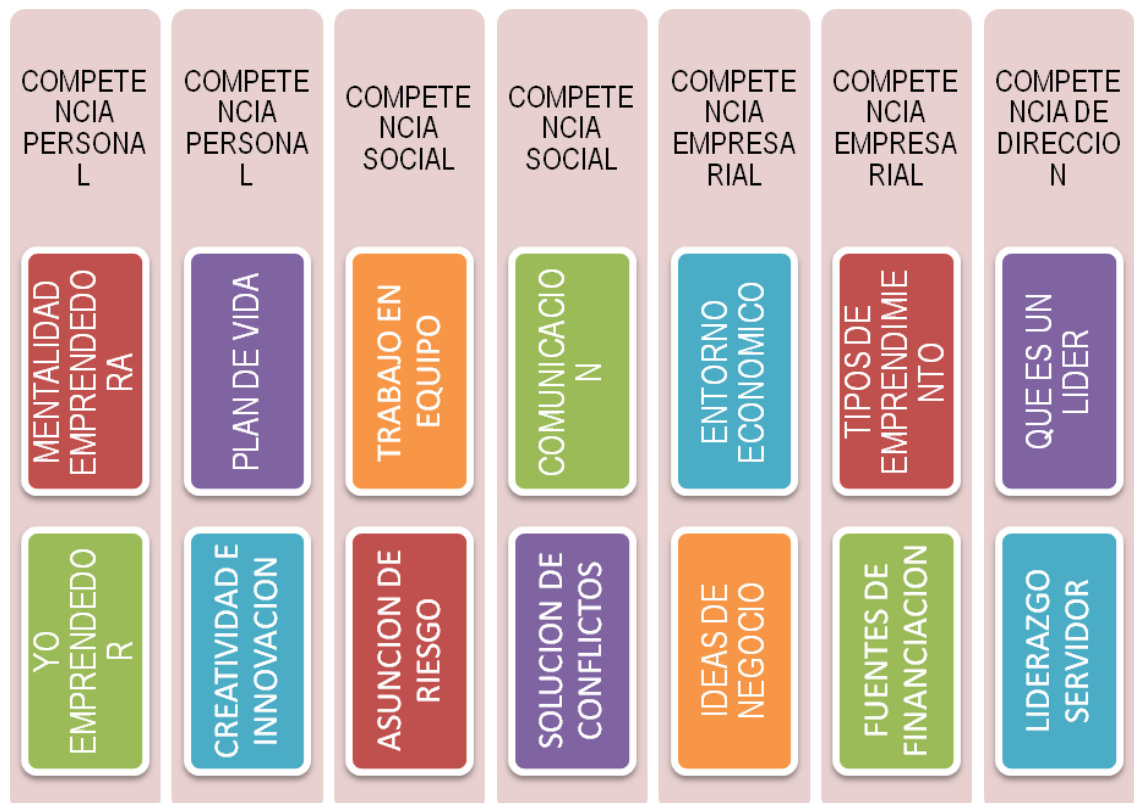 COMPETE
NCIA
PERSONA
L
MENTALIDAD
EMPRENDEDO
RA
YO
EMPRENDEDO
R
COMPETE
NCIA
PERSONA
L
PLAN DE VIDA
CREATIVIDAD E
INNOVACION
COMPETE
NCIA
SOCIAL
TRABAJO EN
EQUIPO
ASUNCION DE
RIESGO
COMPETE
NCIA
SOCIAL
COMUNICACIO
N
SOLUCION DE
CONFLICTOS
COMPETE
NCIA
EMPRESA
RIAL
ENTORNO
ECONOMICO
IDEAS DE
NEGOCIO
COMPETE
NCIA
EMPRESA
RIAL
TIPOS DE
EMPRENDIMIE
NTO
FUENTES DE
FINANCIACION
COMPETE
NCIA DE
DIRECCIO
N
QUE ES UN
LIDER
LIDERAZGO
SERVIDOR